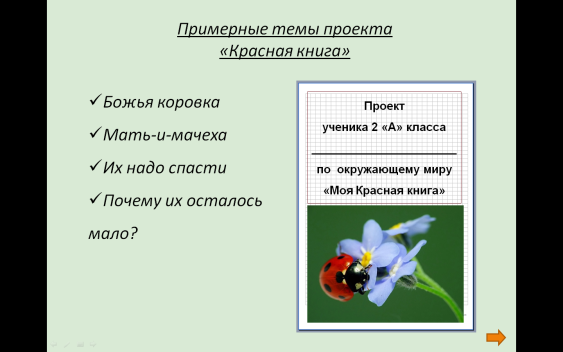 Примерные темы проекта
«Красная книга»
Божья коровка
Мать-и-мачеха
Их надо спасти
Почему их осталось
мало?
Проект
ученика 2 «А» класса
по окружающему миру
«Моя Красная книга»